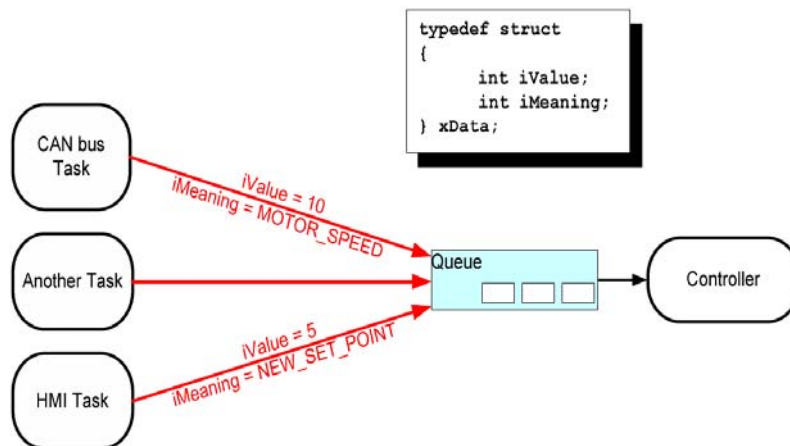 typedef struct
{
int iValue;
int iMeaning;
} xData;
CAN bus
Task
iValue = 10
iMeaning = MOTOR_SPEED
Another Task
Queue
Controller
iValue = 5
iMeaning = NEW_SET_POINT
HMI Task